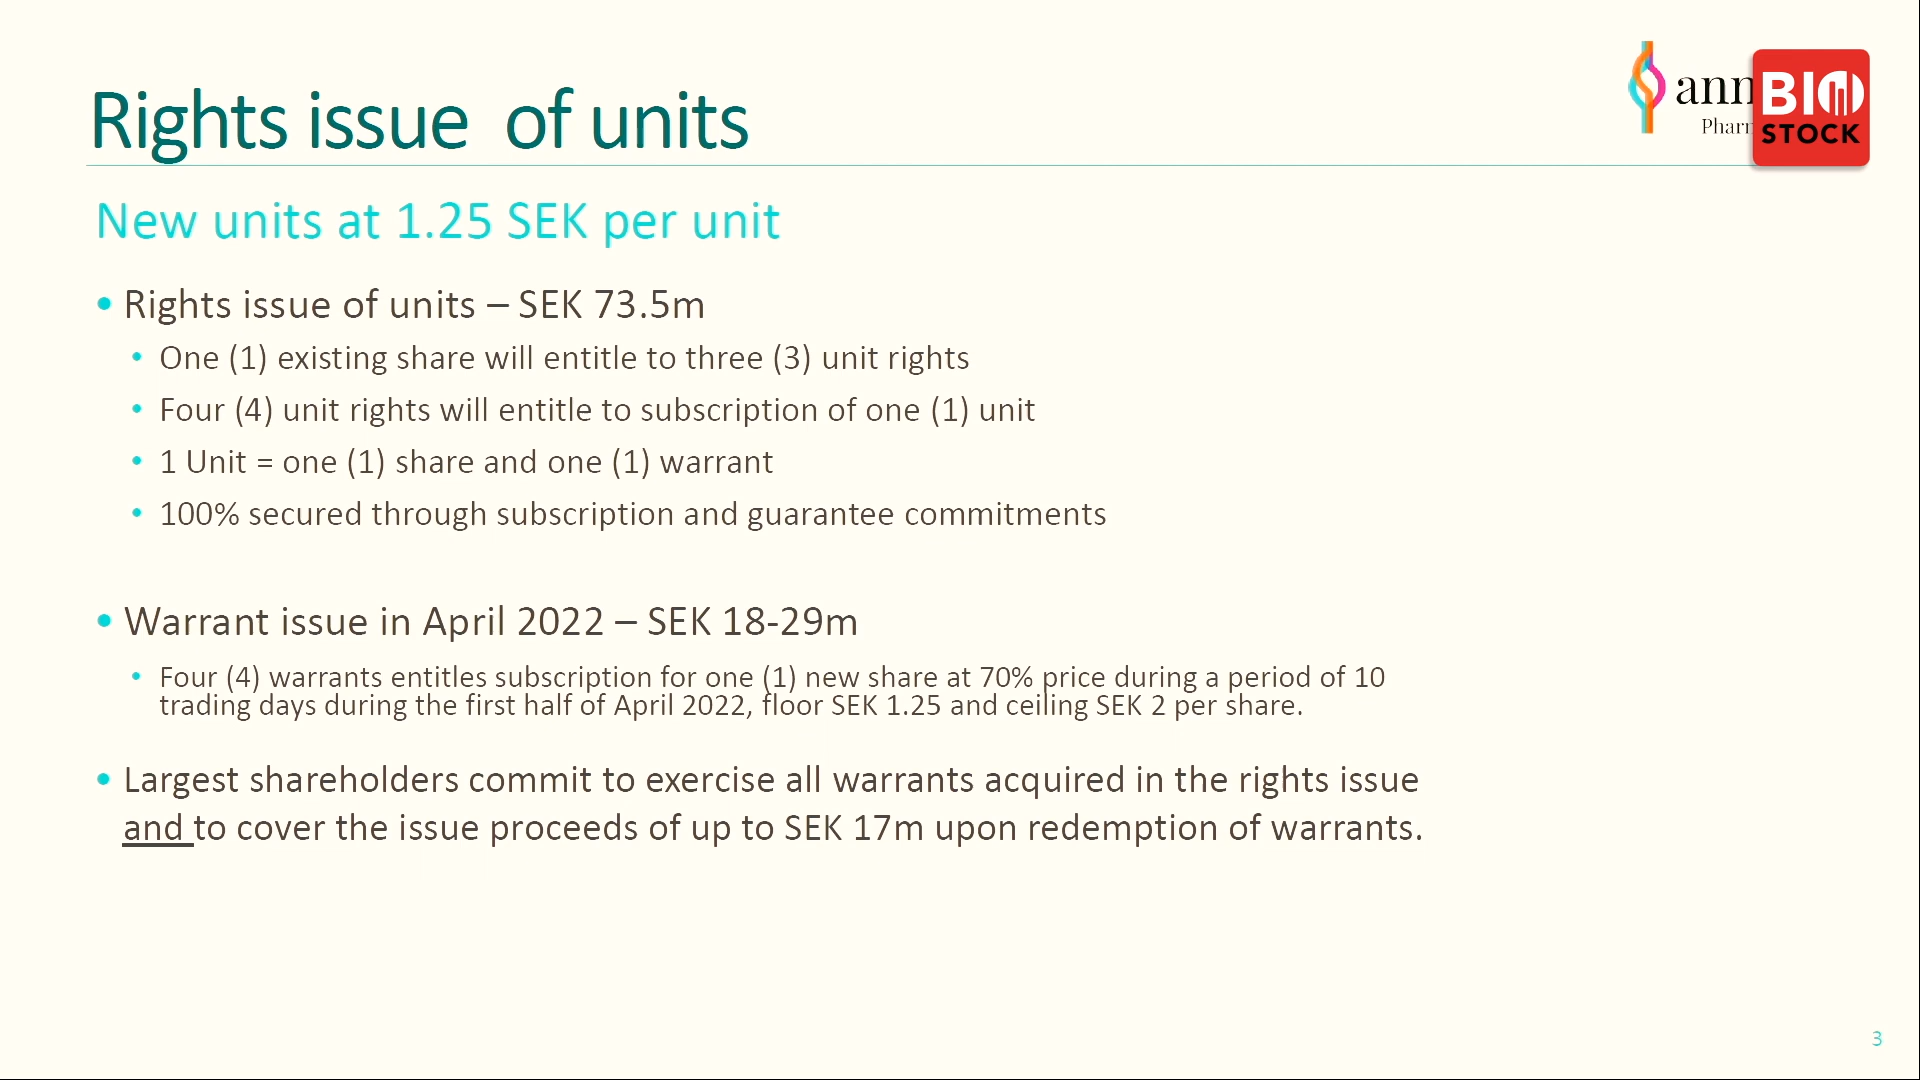 Rights issue of units
ann
BIO
STOCK
New units at 1.25 SEK per unit
• Rights issue of units – SEK 73.5m
• One (1) existing share will entitle to three (3) unit rights
• Four (4) unit rights will entitle to subscription of one (1) unit
• 1 Unit = one (1) share and one (1) warrant
• 100% secured through subscription and guarantee commitments
• Warrant issue in April 2022 – SEK 18-29m
• Four (4) warrants entitles subscription for one (1) new share at 70% price during a period of 10
trading days during the first half of April 2022, floor SEK 1.25 and ceiling SEK 2 per share.
• Largest shareholders commit to exercise all warrants acquired in the rights issue
and to cover the issue proceeds of up to SEK 17m upon redemption of warrants.
3